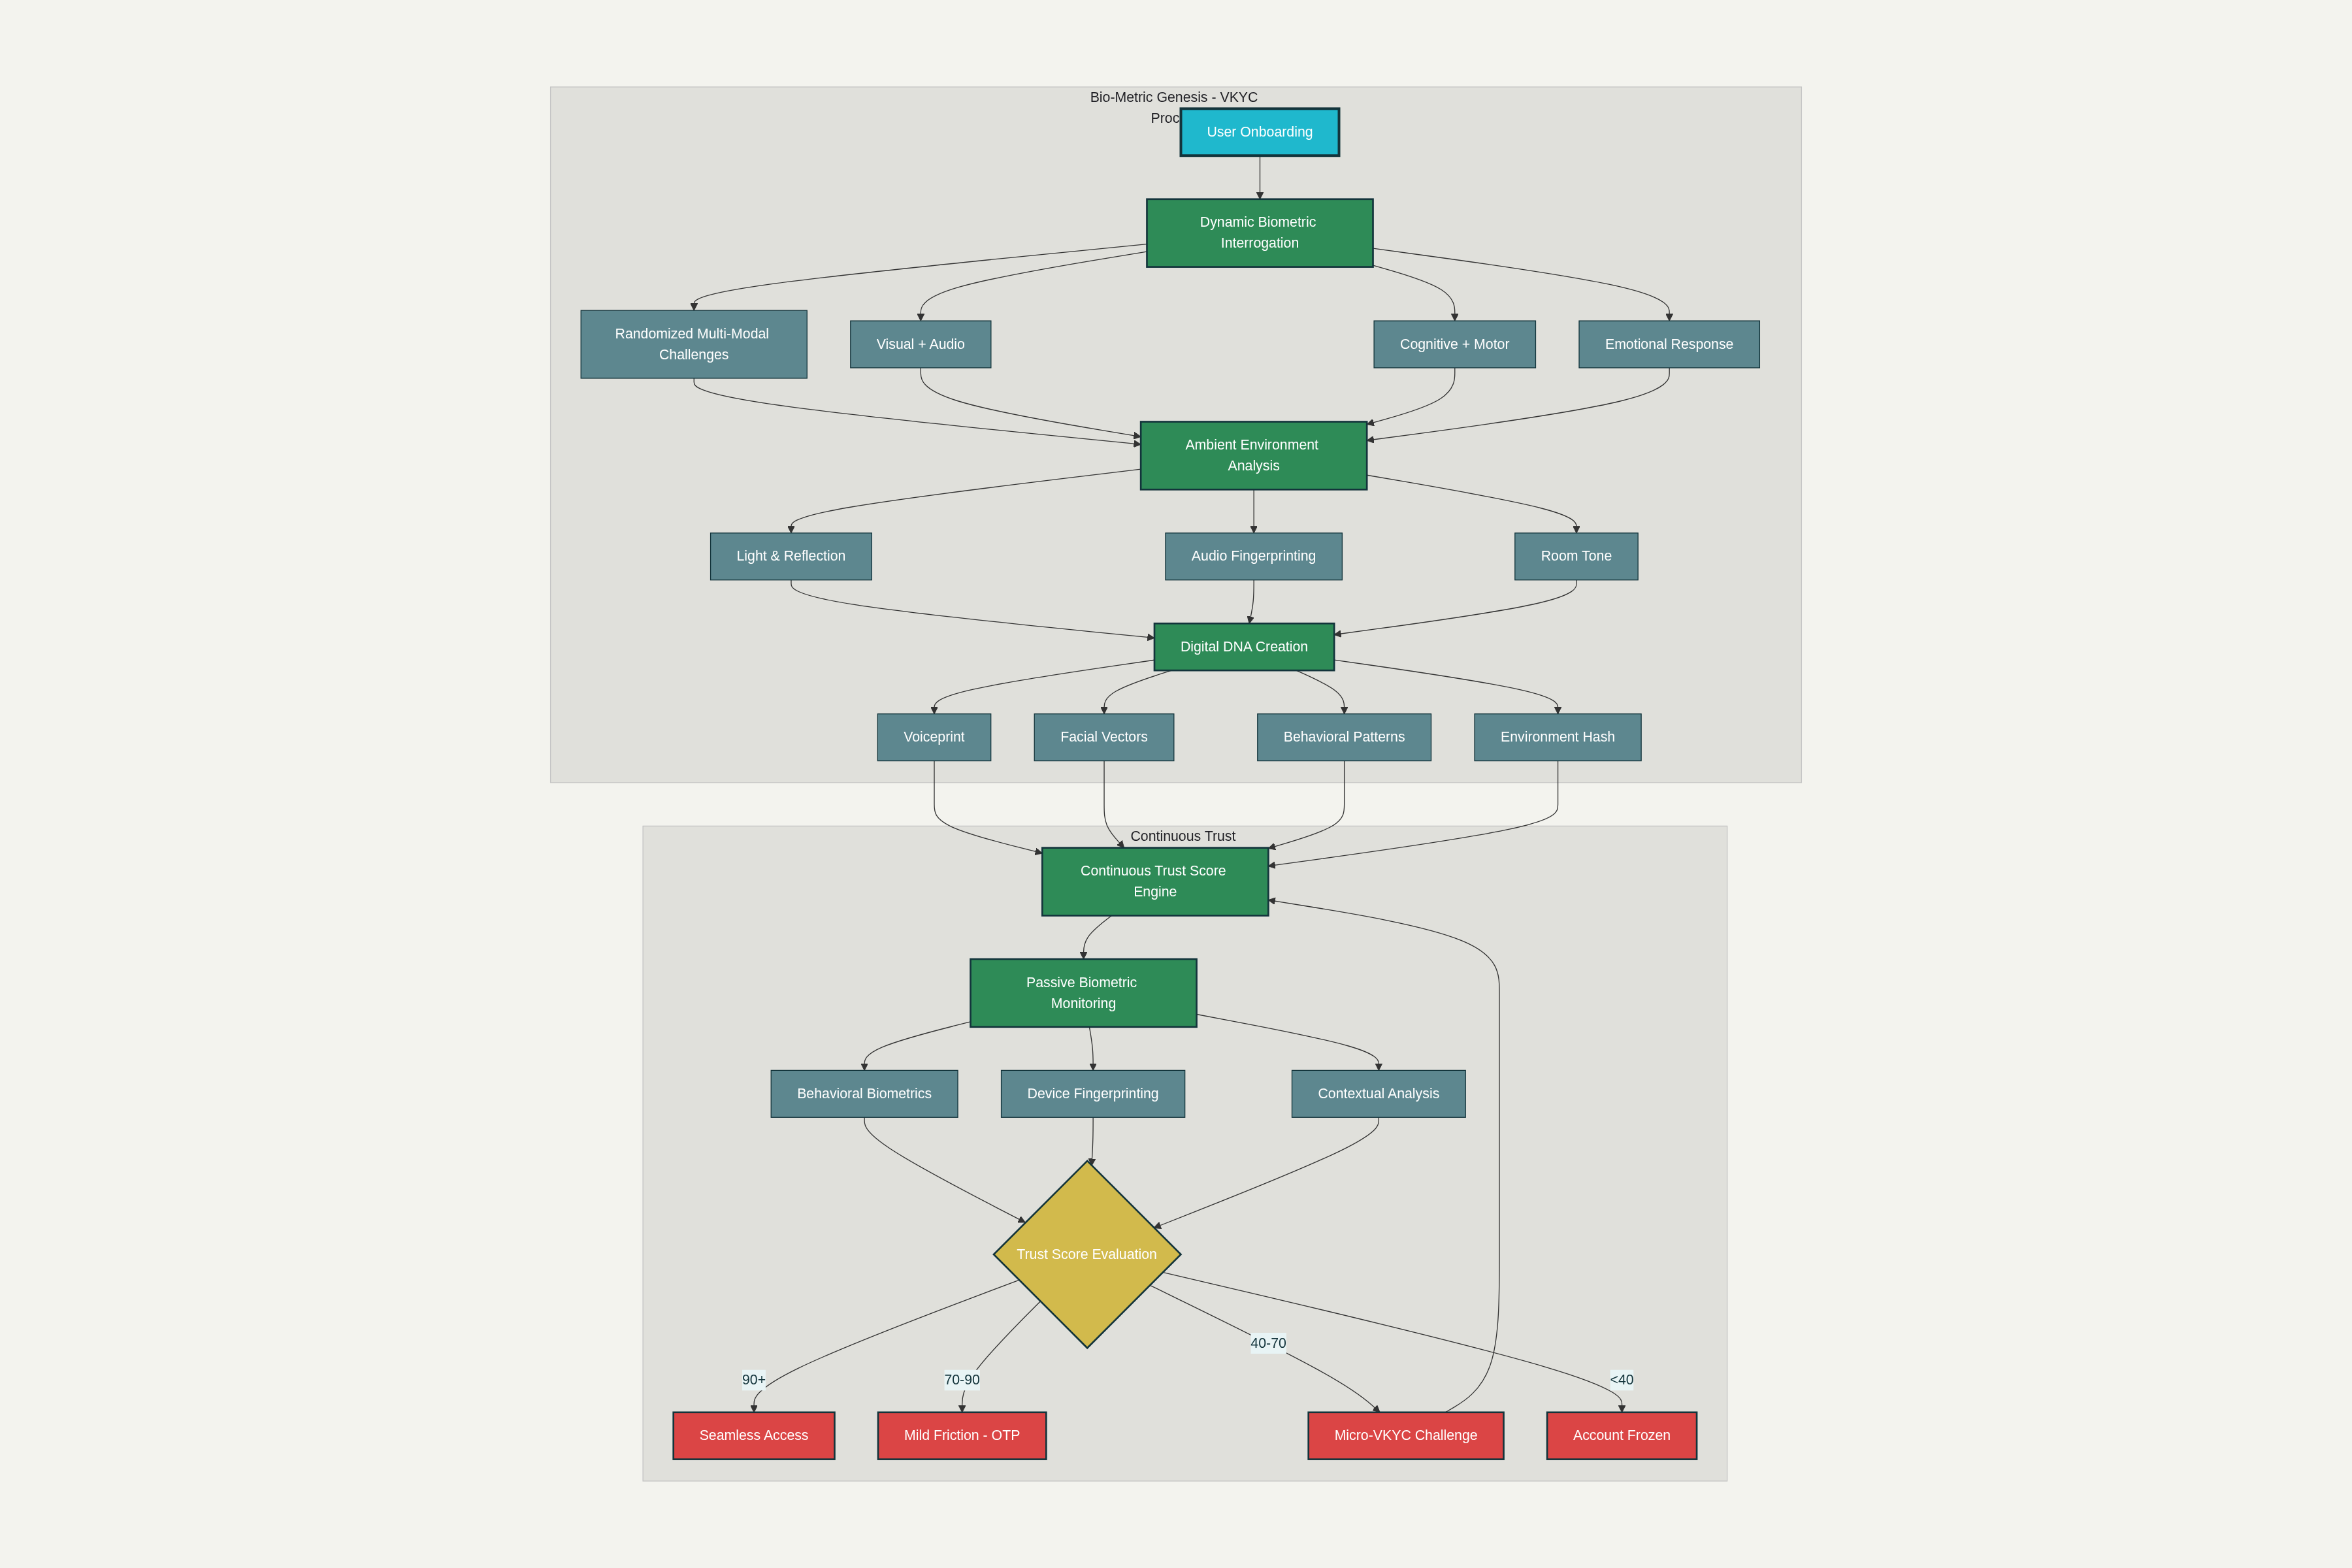 Bio-Metric Genesis - VKYC
User Onboarding
Dynamic Biometric
Interrogation
Randomized Multi-Modal
Challenges
Visual + Audio
Cognitive + Motor
Emotional Response
Ambient Environment
Analysis
Light & Reflection
Audio Fingerprinting
Room Tone
Digital DNA Creation
Voiceprint
Facial Vectors
Behavioral Patterns
Environment Hash
Continuous Trust
Continuous Trust Score
Engine
Passive Biometric
Monitoring
Behavioral Biometrics
Device Fingerprinting
Contextual Analysis
Trust Score Evaluation
40-70
90+
70-90
<40
Seamless Access
Mild Friction - OTP
Micro-VKYC Challenge
Account Frozen